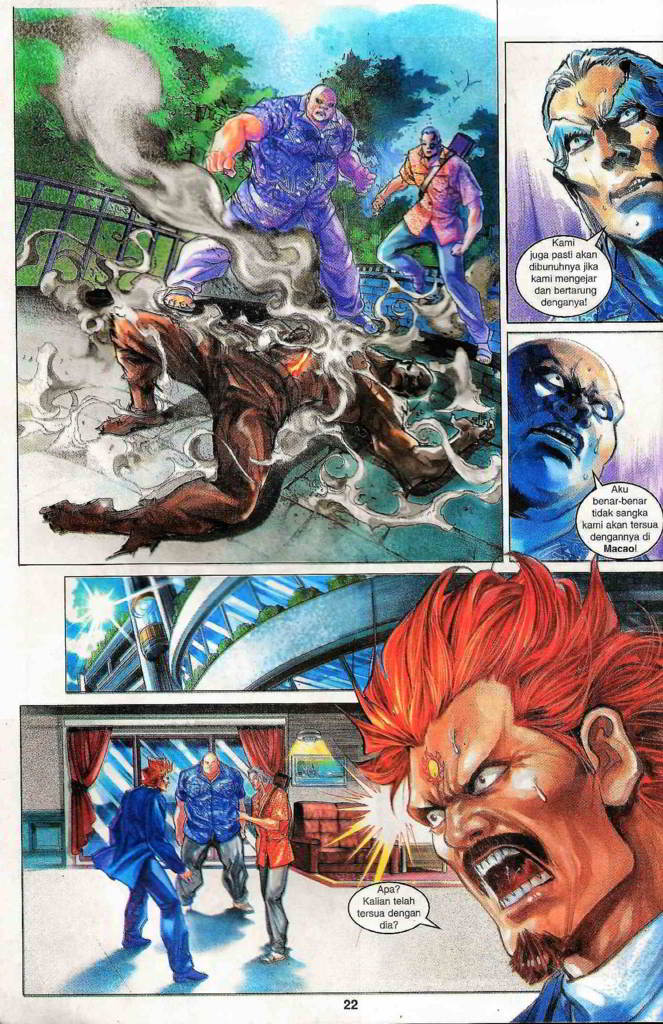 Kami
juga pasti akan
dibunuhnya jika
kami mengejar
dan bertarung
denganya!
Aku
benar-benar
tidak sangka
kami akan tersua
dengannya di
Macao!
Apa?
Kalian telah
tersua dengan
dia?
22